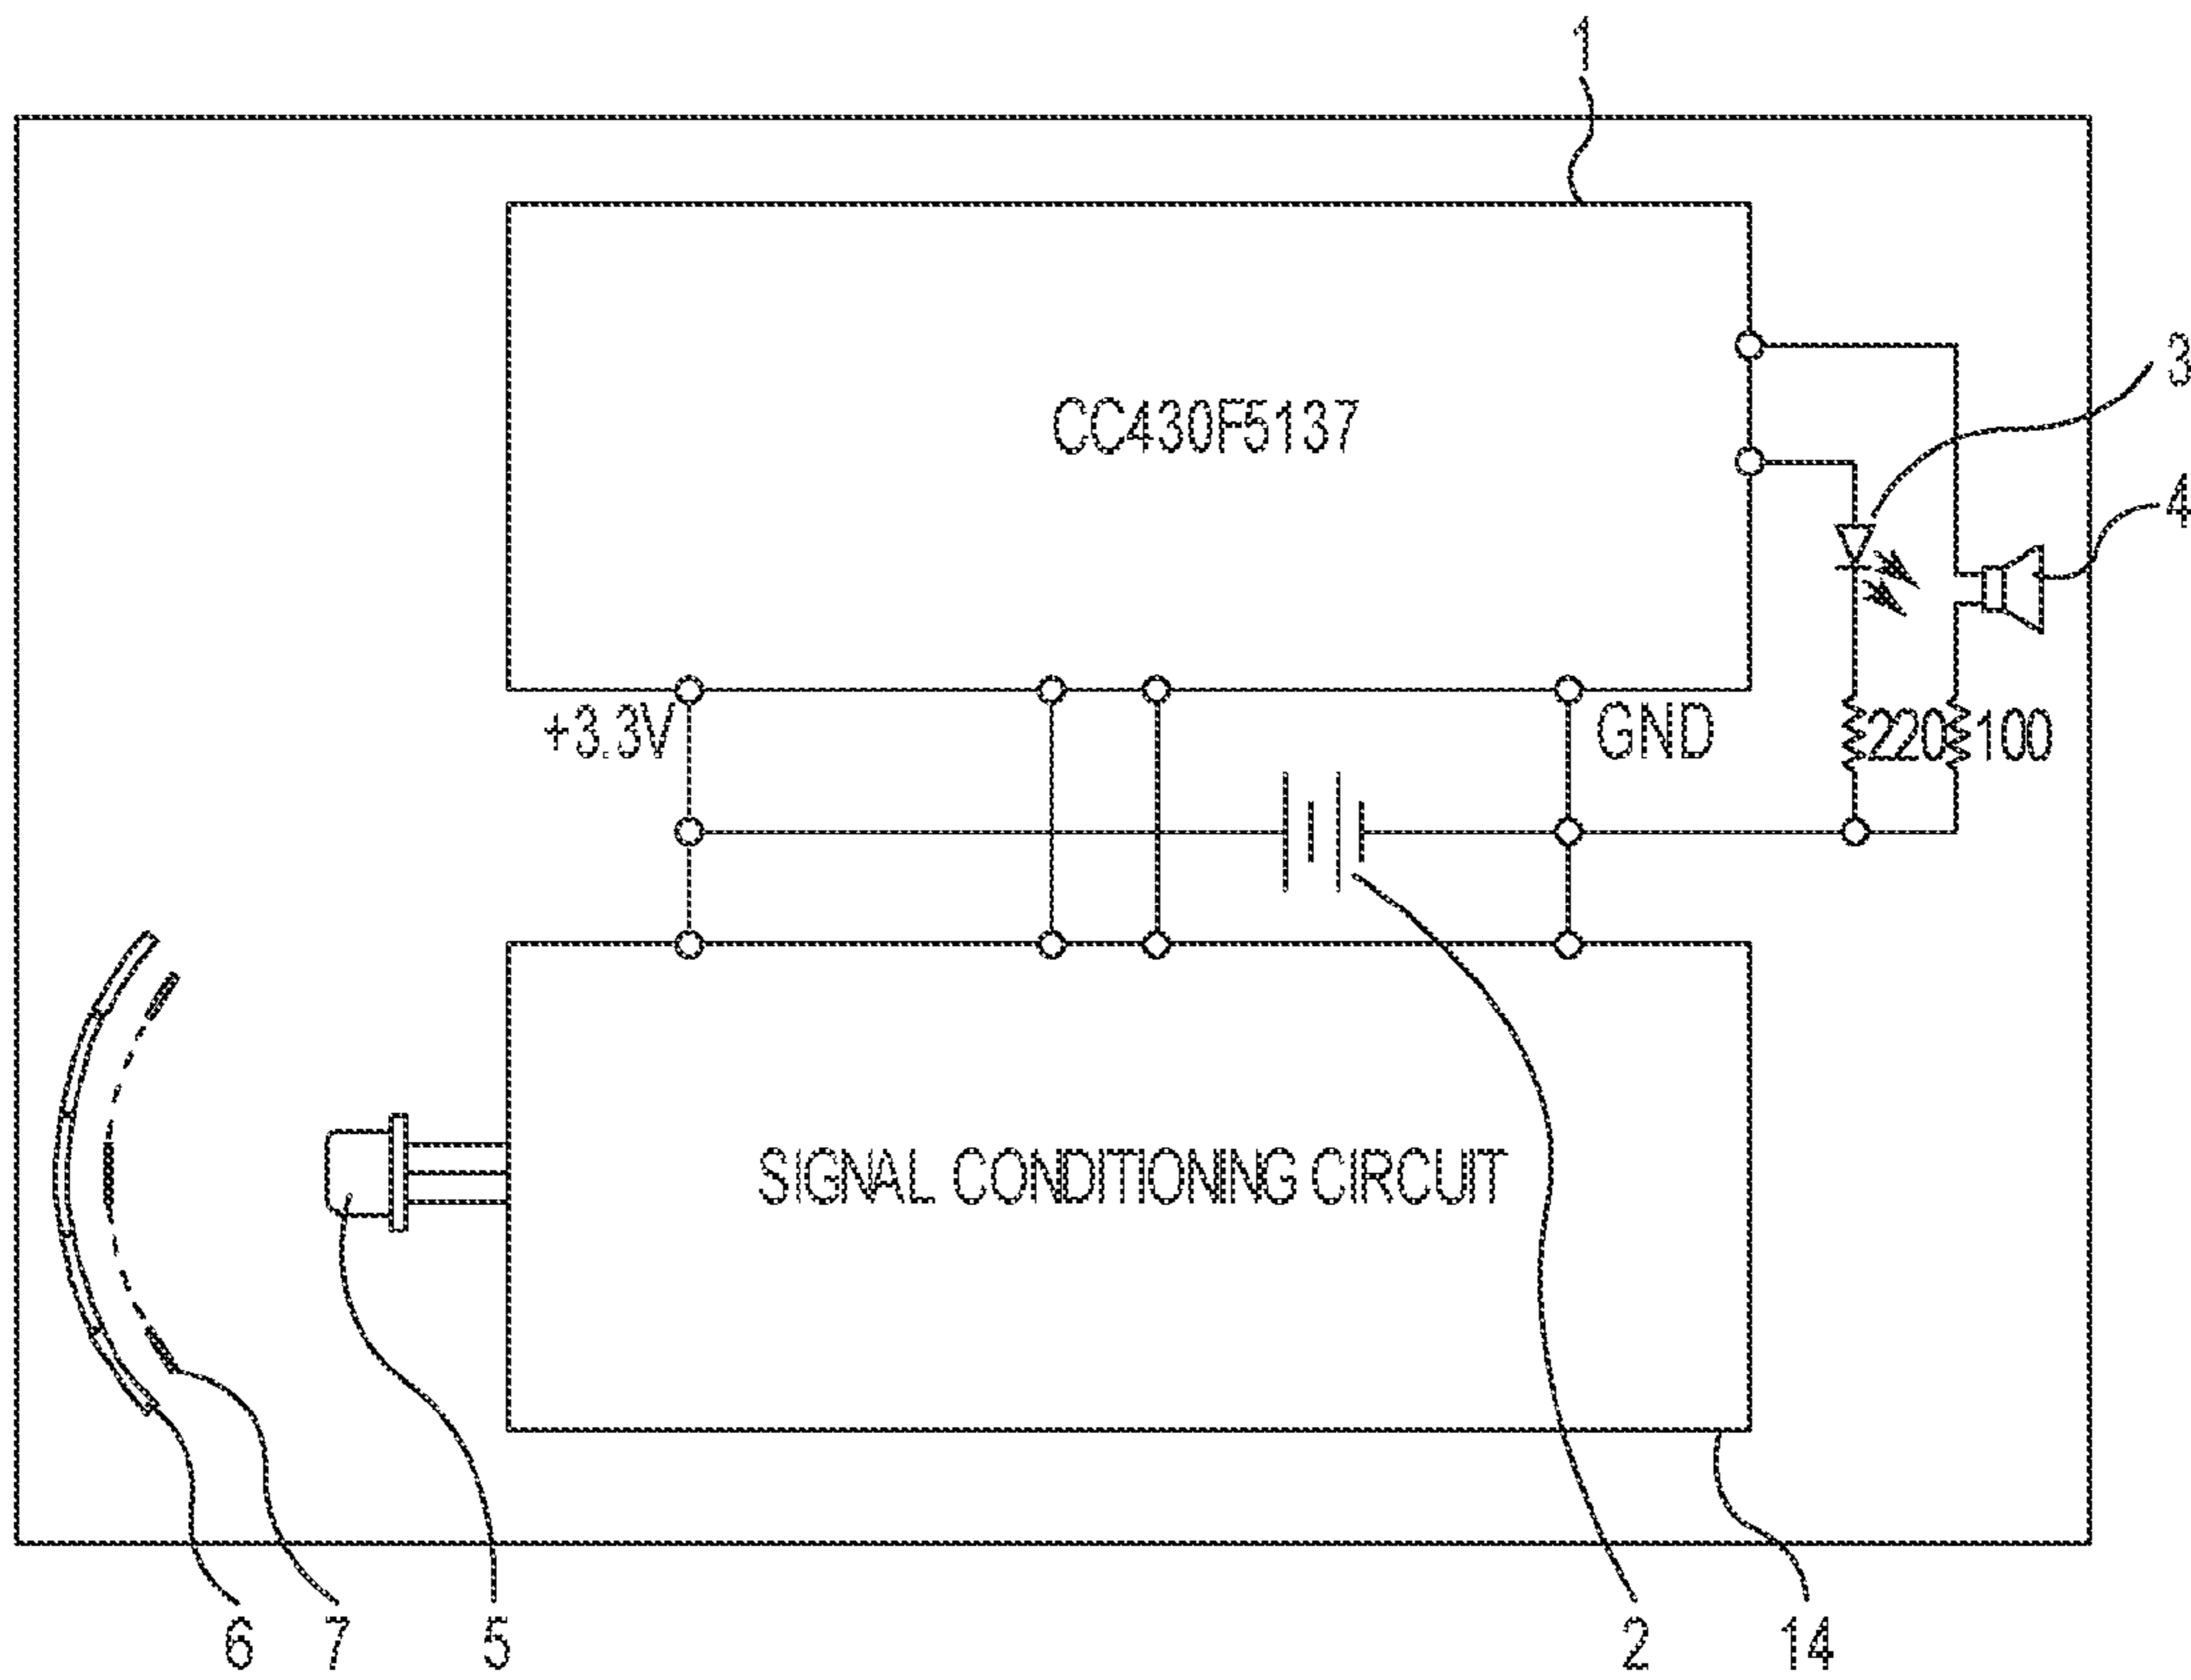 1
CC430F5137
3
4
+3.3V
GND
220
100
SIGNAL CONDITIONING CIRCUIT
6
7
5
2
14